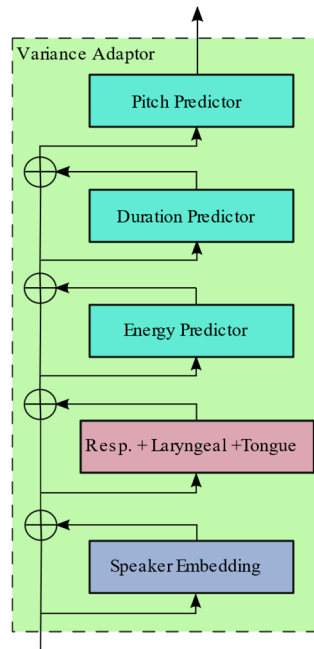 Variance Adaptor
Pitch Predictor
Duration Predictor
Energy Predictor
Resp. + Laryngeal +Tongue
Speaker Embedding